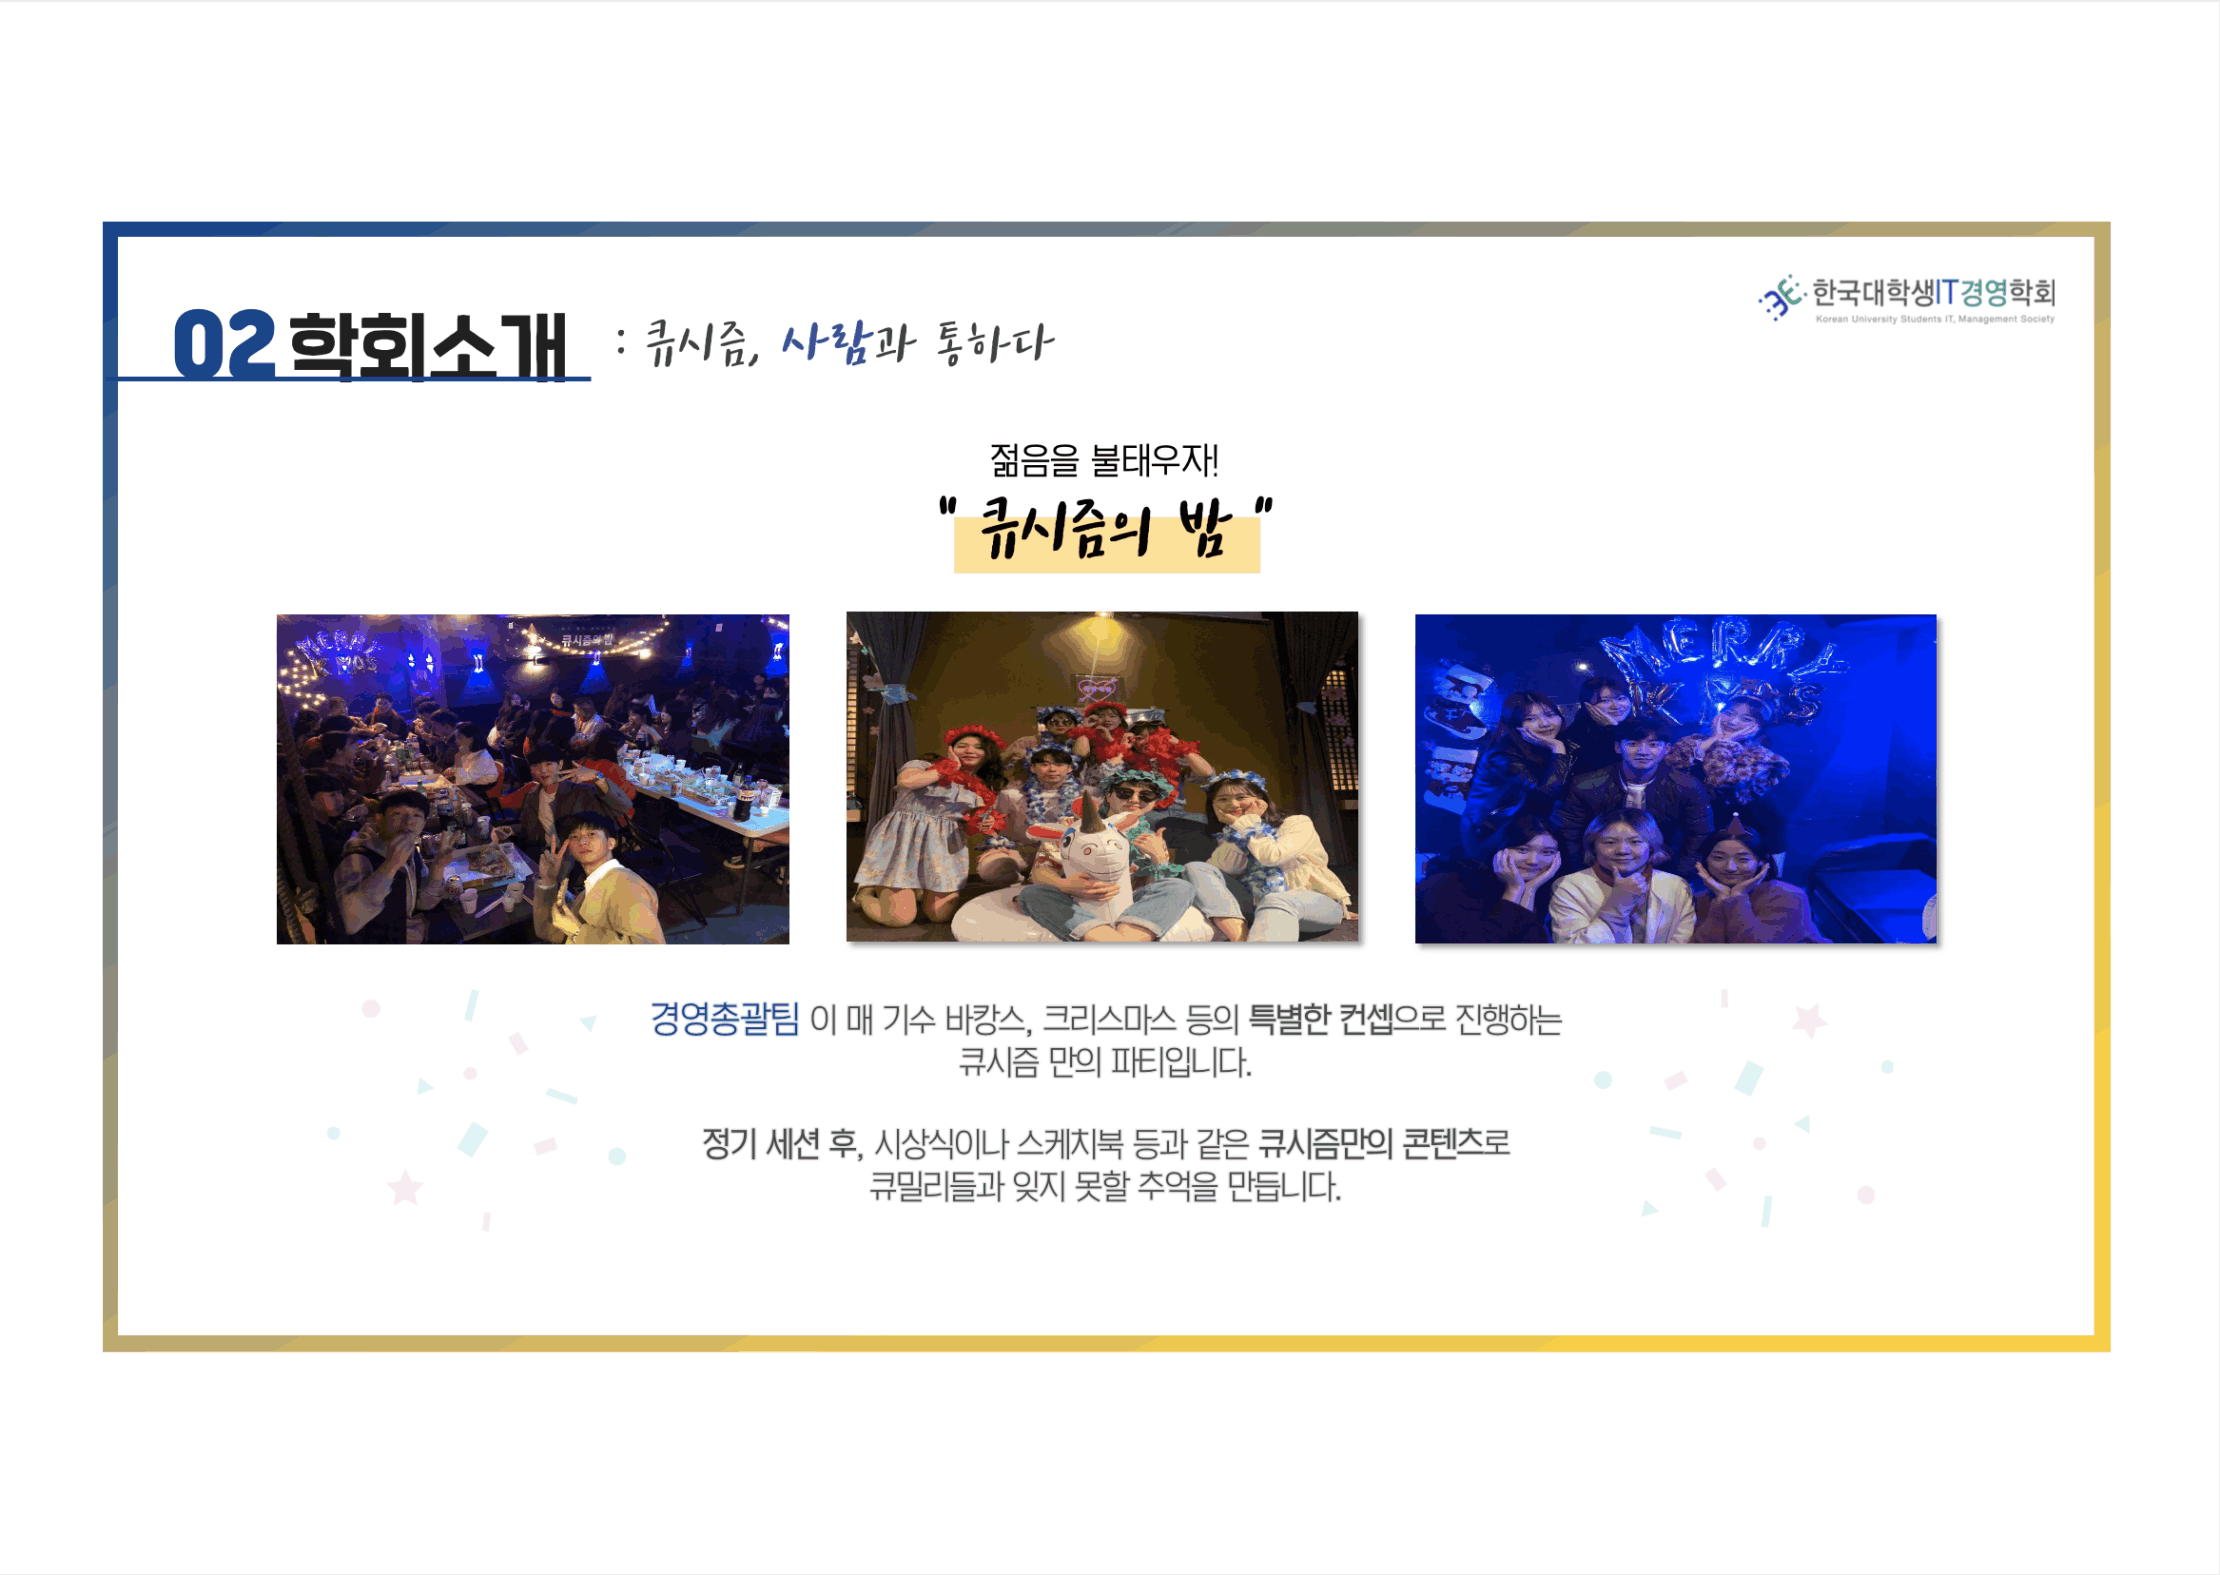 한국대학생IT경영학회
Korean University Students IT, Management Society
02 학회소개 : 큐시즘, 사람과 통하다
젊음을 불태우자!
" 큐시즘의 밤 "
MERRY
X-MAS
큐시즘의 밤
MERRY
X-MAS
경영총괄팀 이 매 기수 바캉스, 크리스마스 등의 특별한 컨셉으로 진행하는
큐시즘 만의 파티입니다.
정기 세션 후, 시상식이나 스케치북 등과 같은 큐시즘만의 콘텐츠로
큐밀리들과 잊지 못할 추억을 만듭니다.